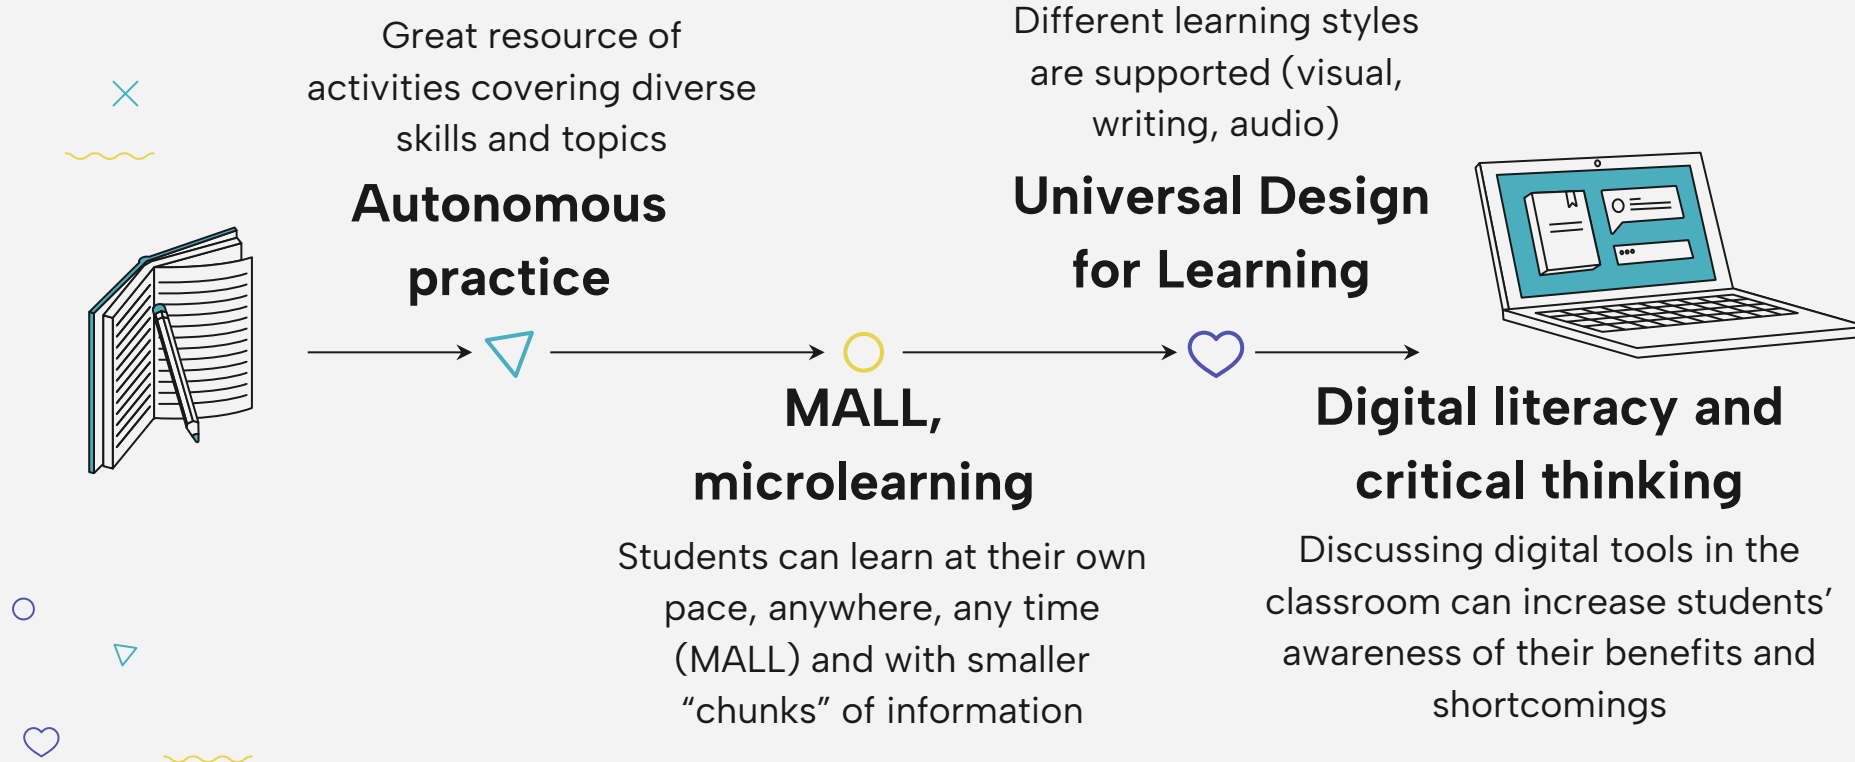 Great resource of
activities covering diverse
skills and topics
Autonomous
practice
MALL,
microlearning
Students can learn at their own
pace, anywhere, any time
(MALL) and with smaller
“chunks” of information
Different learning styles
are supported (visual,
writing, audio)
Universal Design
for Learning
Digital literacy and
critical thinking
Discussing digital tools in the
classroom can increase students’
awareness of their benefits and
shortcomings